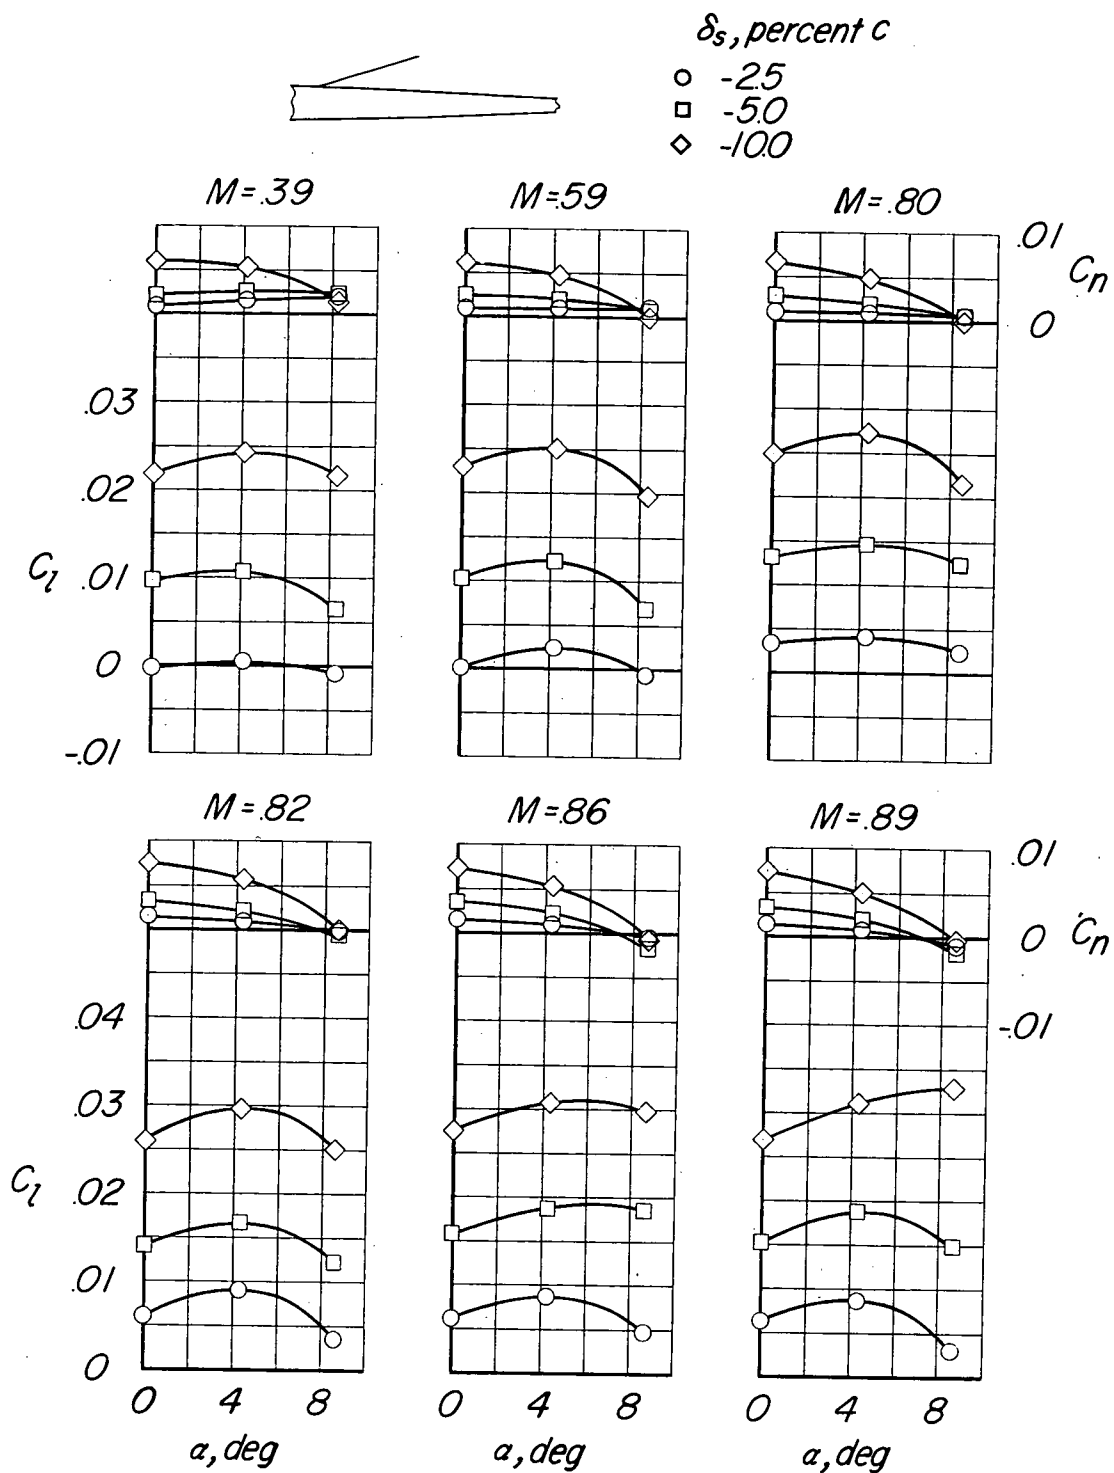 δs, percent c
○ -2.5
□ -5.0
◇ -10.0
M=.39 M=.59 M=.80
.01
Cn
0
.03
.02
Cl .01
0
-.01
M=.82 M=.86 M=.89
.01
0 Cn
-.01
.04
.03
Cl .02
.01
0
0 4 8 0 4 8 0 4 8
α, deg α, deg α, deg